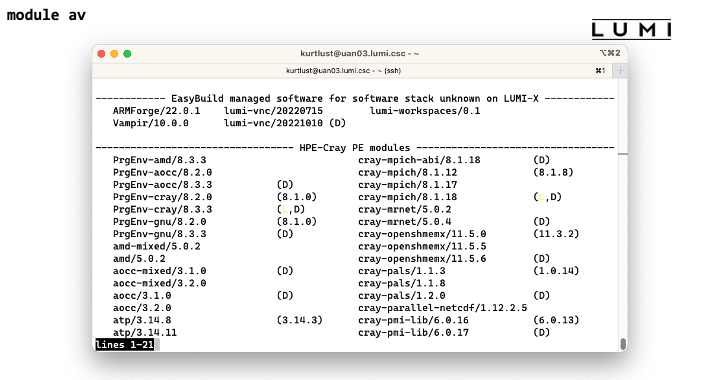 module av
LUMI
kurtlust@uan03.lumi.csc - ~
⌥⌘2
kurtlust@uan03.lumi.csc - ~ (ssh)
⌘1
+
------------ EasyBuild managed software for software stack unknown on LUMI-X ------------
ARMForge/22.0.1 lumi-vnc/20220715 lumi-workspaces/0.1
Vampir/10.0.0 lumi-vnc/20221010 (D)
---------------------------------- HPE-Cray PE modules ----------------------------------
PrgEnv-amd/8.3.3 cray-mpich-abi/8.1.18 (D)
PrgEnv-aocc/8.2.0 cray-mpich/8.1.12 (8.1.8)
PrgEnv-aocc/8.3.3 (D) cray-mpich/8.1.17
PrgEnv-cray/8.2.0 (8.1.0) cray-mpich/8.1.18 (L,D)
PrgEnv-cray/8.3.3 (L,D) cray-mrnet/5.0.2
PrgEnv-gnu/8.2.0 (8.1.0) cray-mrnet/5.0.4 (D)
PrgEnv-gnu/8.3.3 (D) cray-openshmemx/11.5.0 (11.3.2)
amd-mixed/5.0.2 cray-openshmemx/11.5.5
amd/5.0.2 cray-openshmemx/11.5.6 (D)
aocc-mixed/3.1.0 (D) cray-pals/1.1.3 (1.0.14)
aocc-mixed/3.2.0 cray-pals/1.1.8
aocc/3.1.0 (D) cray-pals/1.2.0 (D)
aocc/3.2.0 cray-parallel-netcdf/1.12.2.5
atp/3.14.8 (3.14.3) cray-pmi-lib/6.0.16 (6.0.13)
atp/3.14.11 cray-pmi-lib/6.0.17 (D)
lines 1-21